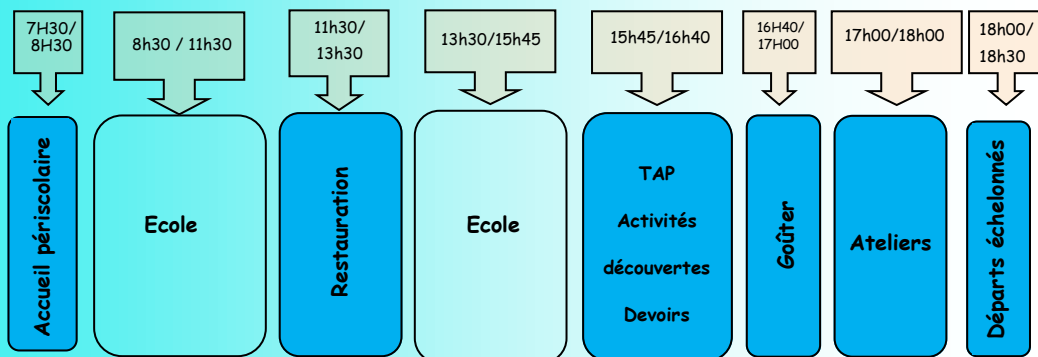 7H30/
8H30
8h30 / 11h30
11h30/
13h30
13h30/15h45
15h45/16h40
16H40/
17H00
17h00/18h00
18h00/
18h30
Accueil périscolaire
Ecole
Restauration
Ecole
TAP
Activités
découvertes
Devoirs
Goûter
Ateliers
Départs échelonnés